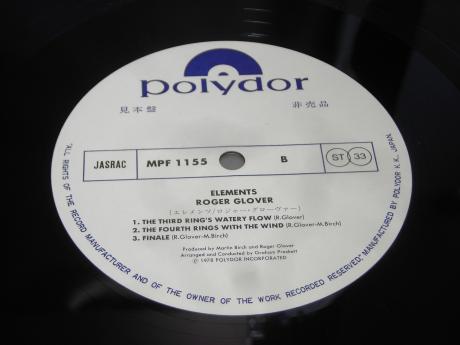 polydor
見本盤 非売品
JASRAC MPF 1155 B ST 33
ELEMENTS
ROGER GLOVER
(エレメンツ/ロジャー・グローヴァー)
1. THE THIRD RING'S WATERY FLOW (R.Glover)
2. THE FOURTH RINGS WITH THE WIND (R.Glover-M.Birch)
3. FINALE (R.Glover-M.Birch)
Produced by Martin Birch and Roger Glover
Arranged and Conducted by Graham Preskett
Ⓟ 1978 POLYDOR INCORPORATED
"ALL RIGHTS OF THE RECORD MANUFACTURER AND OF THE OWNER OF THE WORK RECORDED RESERVED," MANUFACTURED BY POLYDOR K.K. JAPAN